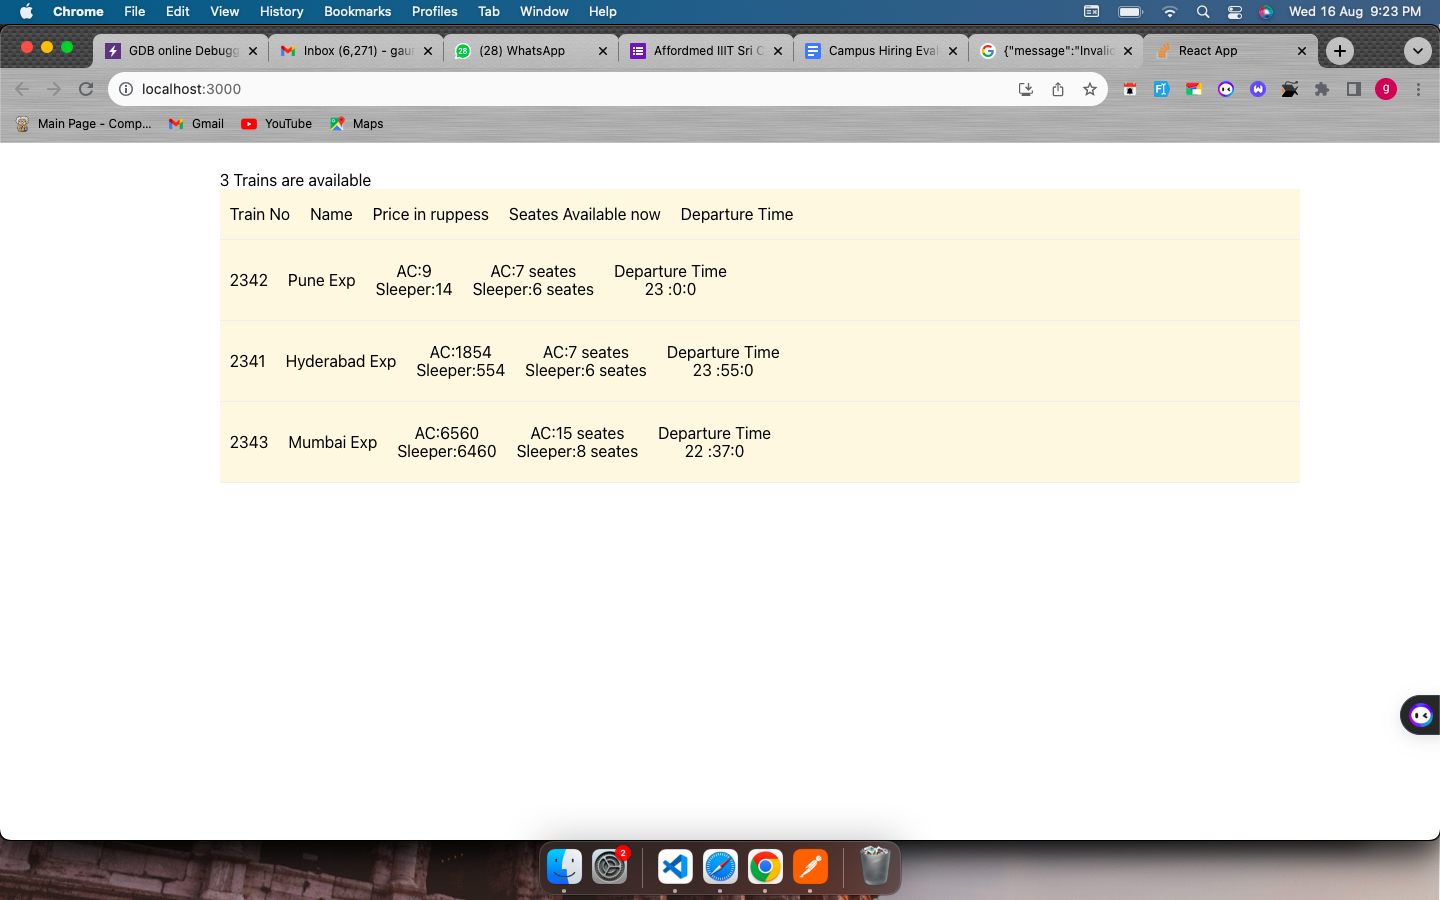 Chrome File Edit View History Bookmarks Profiles Tab Window Help Wed 16 Aug 9:23 PM
GDB online Debugg Inbox (6,271) - gau 28 (28) WhatsApp Affordmed IIIT Sri C Campus Hiring Eval {"message":"Invalid React App
localhost:3000 g
Main Page - Comp... Gmail YouTube Maps
3 Trains are available
Train No Name Price in ruppess Seates Available now Departure Time
2342 Pune Exp AC:9 AC:7 seates Departure Time
Sleeper:14 Sleeper:6 seates 23 :0:0
2341 Hyderabad Exp AC:1854 AC:7 seates Departure Time
Sleeper:554 Sleeper:6 seates 23 :55:0
2343 Mumbai Exp AC:6560 AC:15 seates Departure Time
Sleeper:6460 Sleeper:8 seates 22 :37:0
2